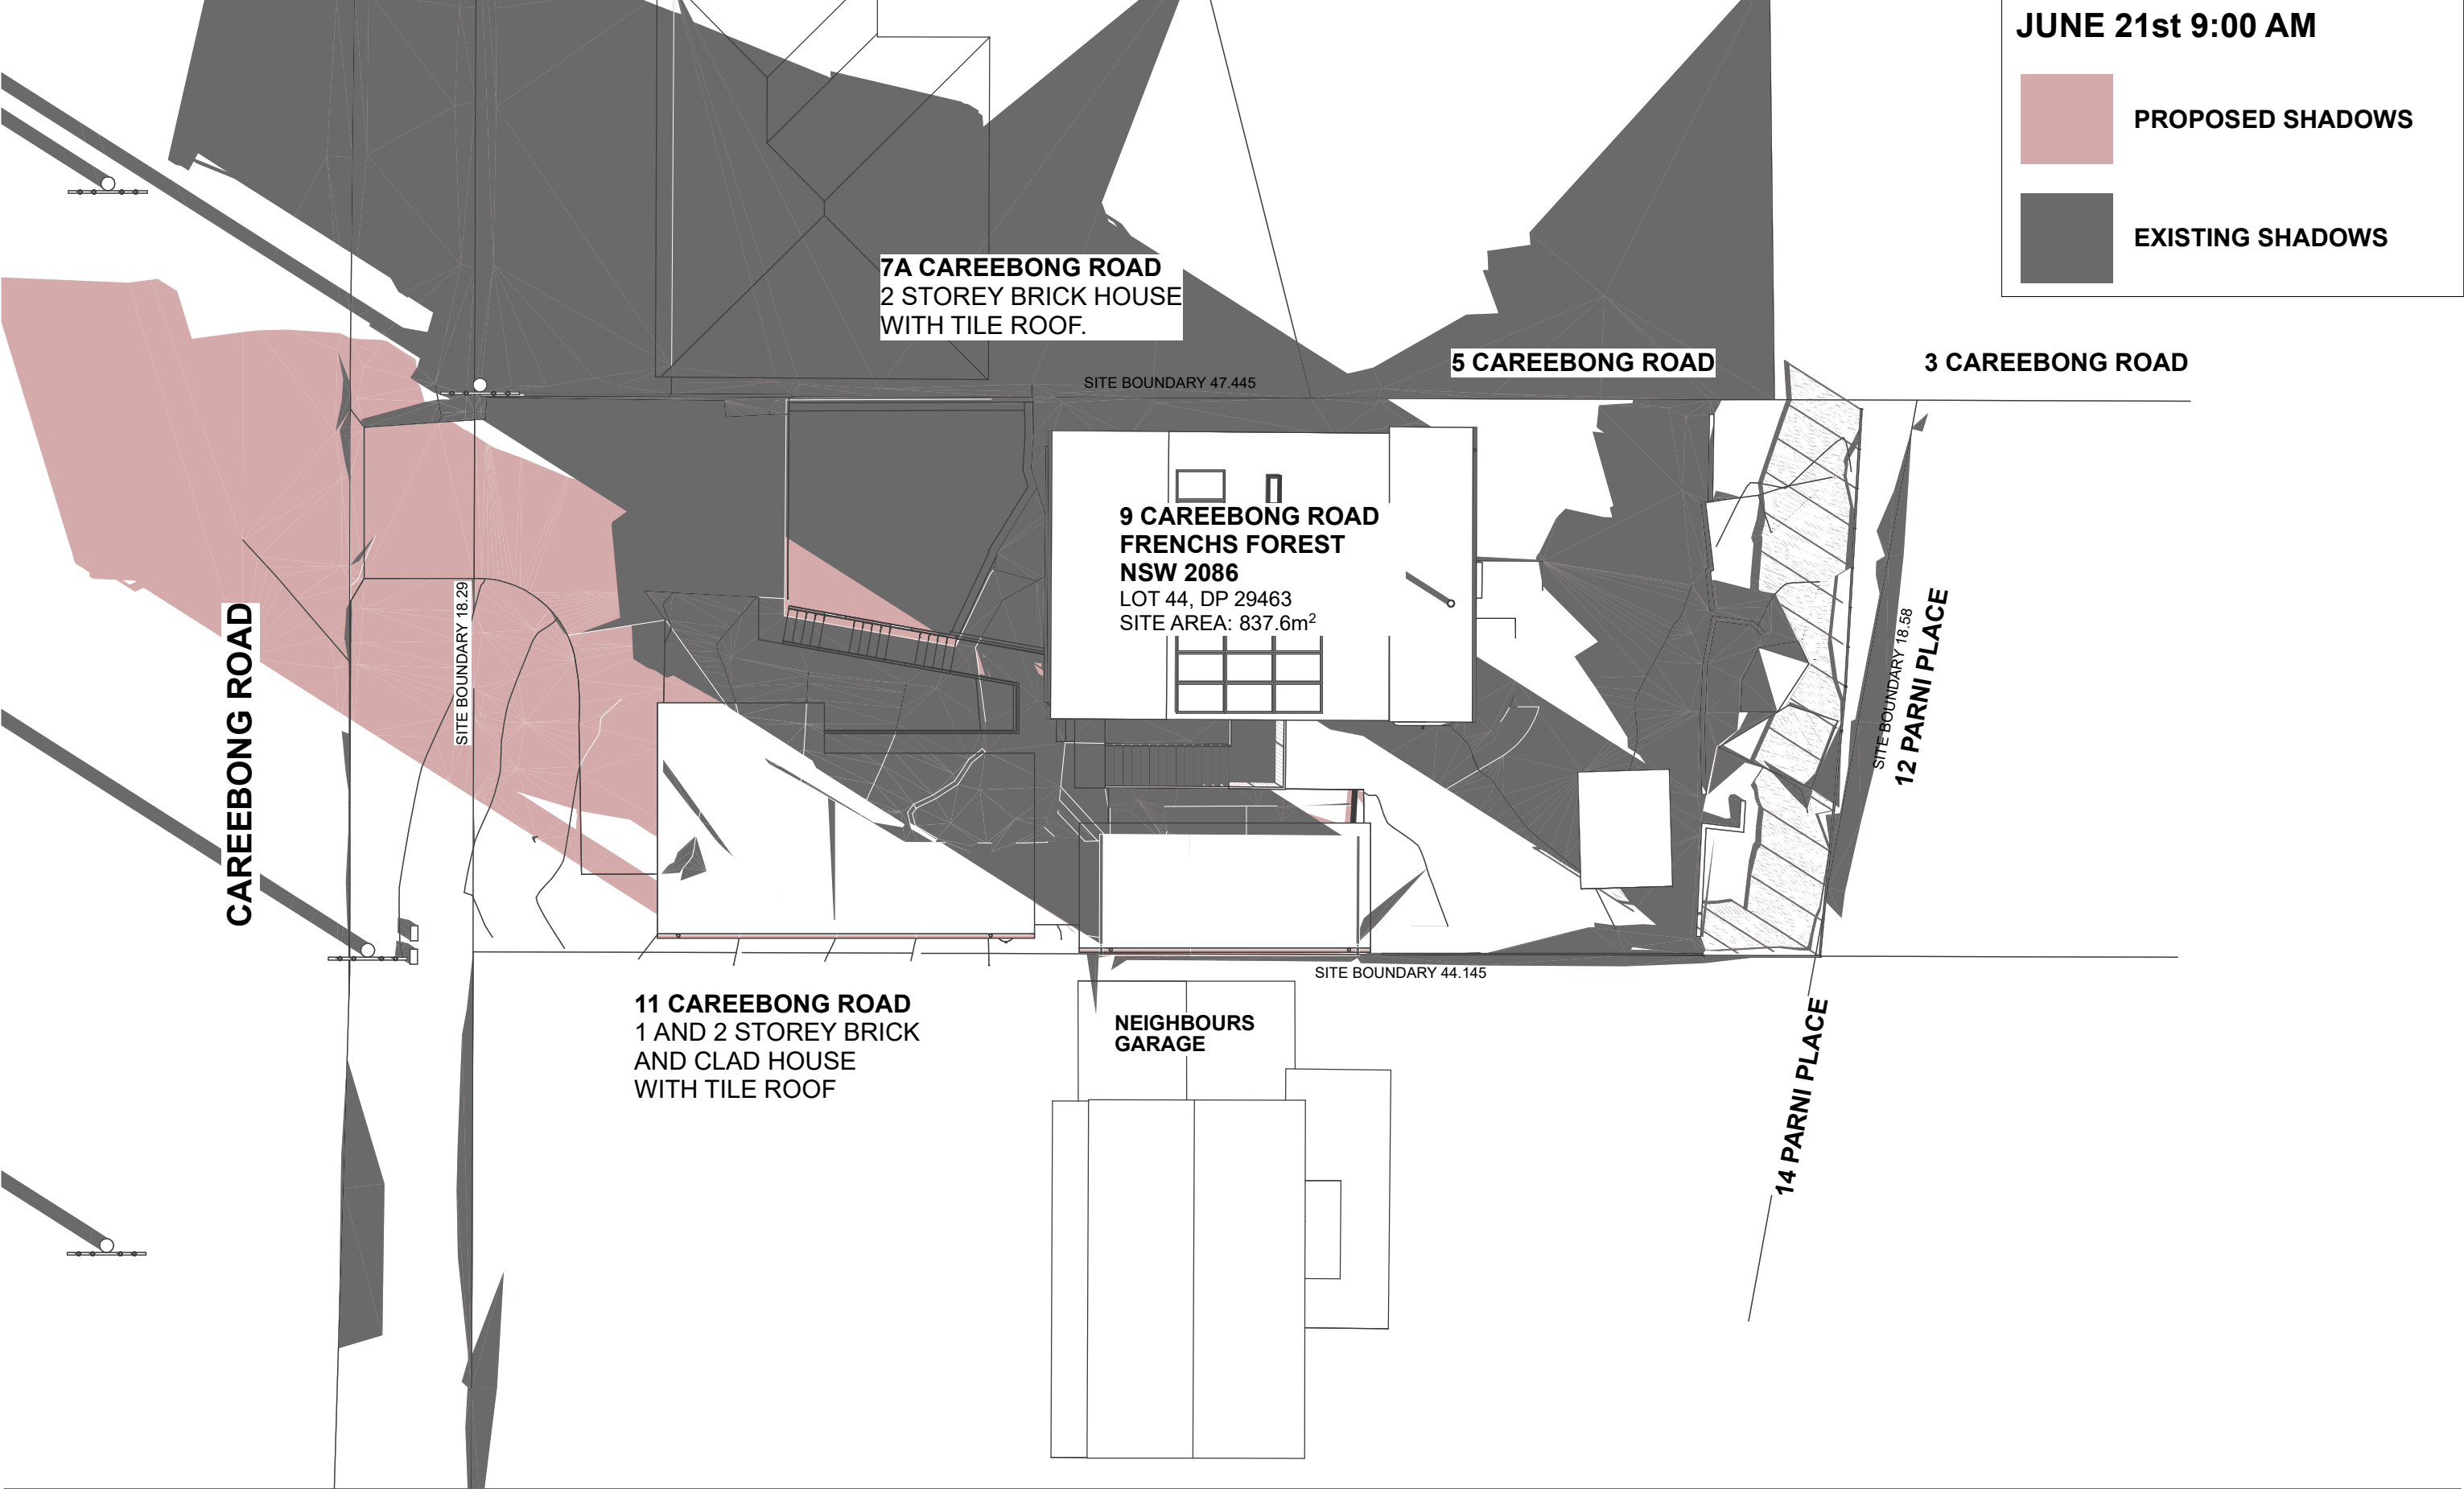 JUNE 21st 9:00 AM
PROPOSED SHADOWS
EXISTING SHADOWS
7A CAREEBONG ROAD
2 STOREY BRICK HOUSE
WITH TILE ROOF.
5 CAREEBONG ROAD
3 CAREEBONG ROAD
SITE BOUNDARY 47.445
9 CAREEBONG ROAD
FRENCHS FOREST
NSW 2086
LOT 44, DP 29463
SITE AREA: 837.6m²
CAREEBONG ROAD
SITE BOUNDARY 18.29
SITE BOUNDARY 18.58
12 PARNI PLACE
SITE BOUNDARY 44.145
11 CAREEBONG ROAD
1 AND 2 STOREY BRICK
AND CLAD HOUSE
WITH TILE ROOF
NEIGHBOURS
GARAGE
14 PARNI PLACE